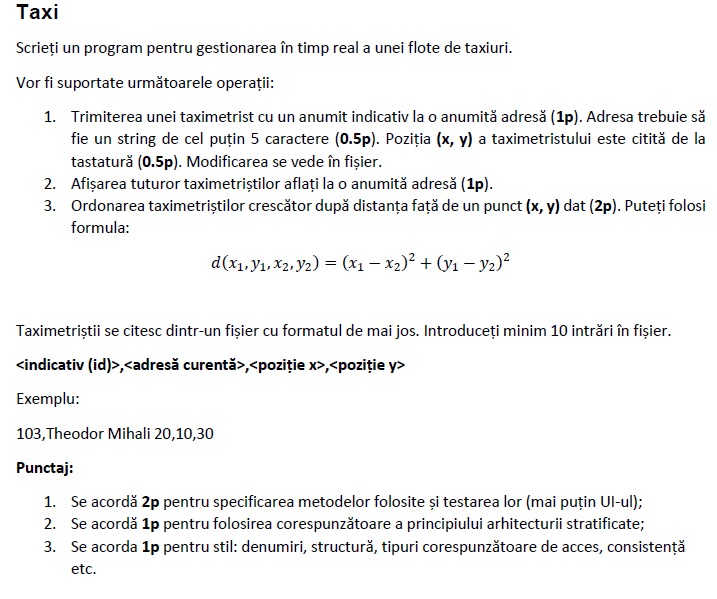 Taxi
Scrieți un program pentru gestionarea în timp real a unei flote de taxiuri.
Vor fi suportate următoarele operații:
1. Trimiterea unei taximetrist cu un anumit indicativ la o anumită adresă (1p). Adresa trebuie să
fie un string de cel puțin 5 caractere (0.5p). Poziția (x, y) a taximetristului este citită de la
tastatură (0.5p). Modificarea se vede în fișier.
2. Afișarea tuturor taximetriștilor aflați la o anumită adresă (1p).
3. Ordonarea taximetriștilor crescător după distanța față de un punct (x, y) dat (2p). Puteți folosi
formula:
d(x₁, y₁, x₂, y₂) = (x₁ − x₂)² + (y₁ − y₂)²
Taximetriștii se citesc dintr-un fișier cu formatul de mai jos. Introduceți minim 10 intrări în fișier.
<indicativ (id)>,<adresă curentă>,<poziție x>,<poziție y>
Exemplu:
103,Theodor Mihali 20,10,30
Punctaj:
1. Se acordă 2p pentru specificarea metodelor folosite și testarea lor (mai puțin UI-ul);
2. Se acordă 1p pentru folosirea corespunzătoare a principiului arhitecturii stratificate;
3. Se acorda 1p pentru stil: denumiri, structură, tipuri corespunzătoare de acces, consistență
etc.